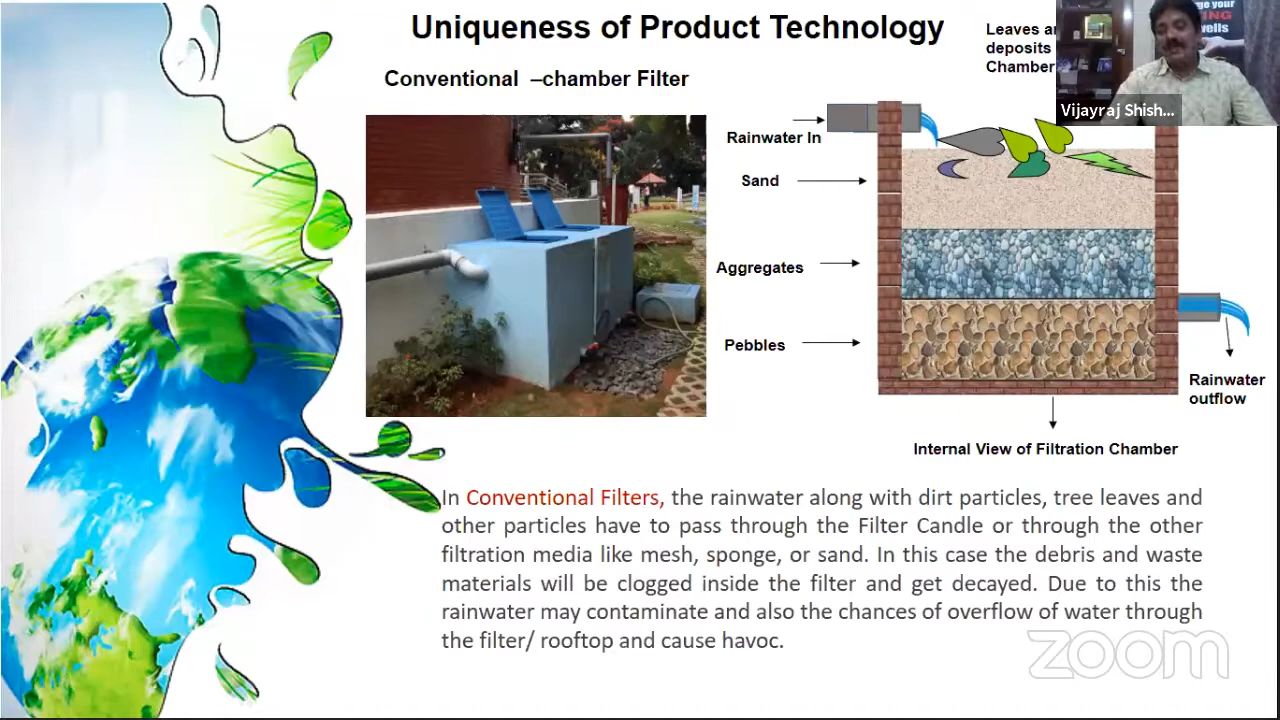 Uniqueness of Product Technology
Conventional –chamber Filter
Leaves
deposits
Chamber
Vijayraj Shish...
Rainwater In
Sand
Aggregates
Pebbles
Rainwater
outflow
Internal View of Filtration Chamber
In Conventional Filters, the rainwater along with dirt particles, tree leaves and
other particles have to pass through the Filter Candle or through the other
filtration media like mesh, sponge, or sand. In this case the debris and waste
materials will be clogged inside the filter and get decayed. Due to this the
rainwater may contaminate and also the chances of overflow of water through
the filter/ rooftop and cause havoc.
zoom